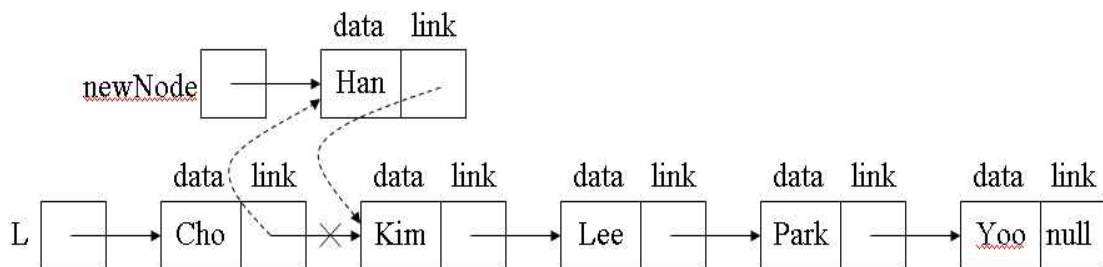 data link
newNode Han
data link data link data link data link data link
L Cho Kim Lee Park Yoo null